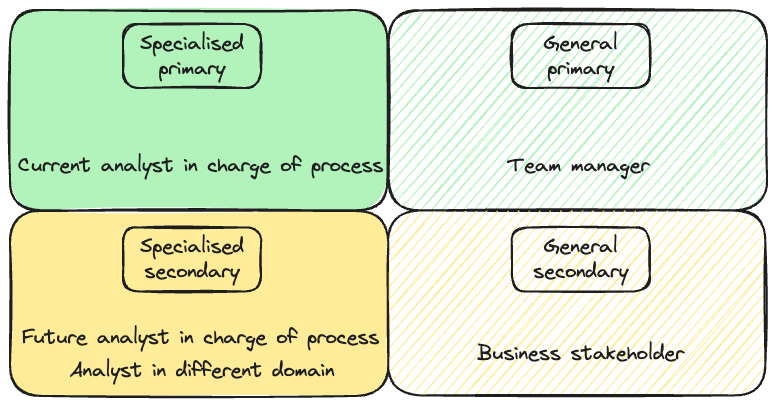 Specialised
primary
Current analyst in charge of process
General
primary
Team manager
Specialised
secondary
Future analyst in charge of process
Analyst in different domain
General
secondary
Business stakeholder